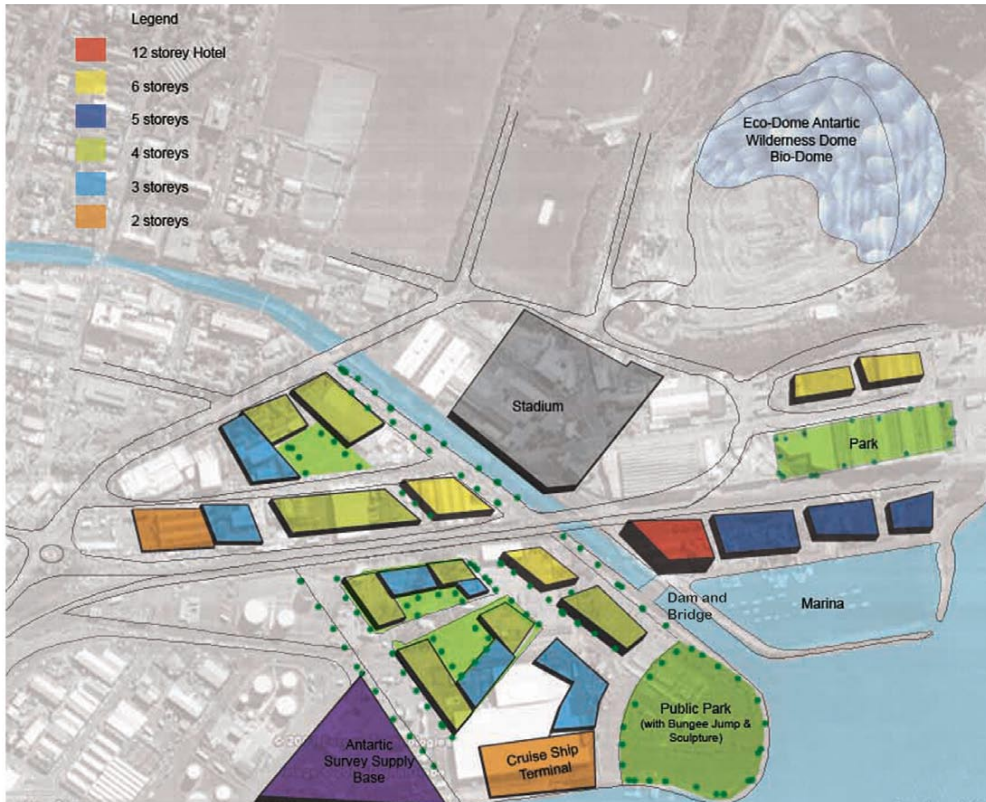 Legend
12 storey Hotel
6 storeys
5 storeys
4 storeys
3 storeys
2 storeys
Eco-Dome Antartic
Wilderness Dome
Bio-Dome
Stadium
Park
Dam and
Bridge
Marina
Public Park
(with Bungee Jump &
Sculpture)
Cruise Ship
Terminal
Antartic
Survey Supply
Base